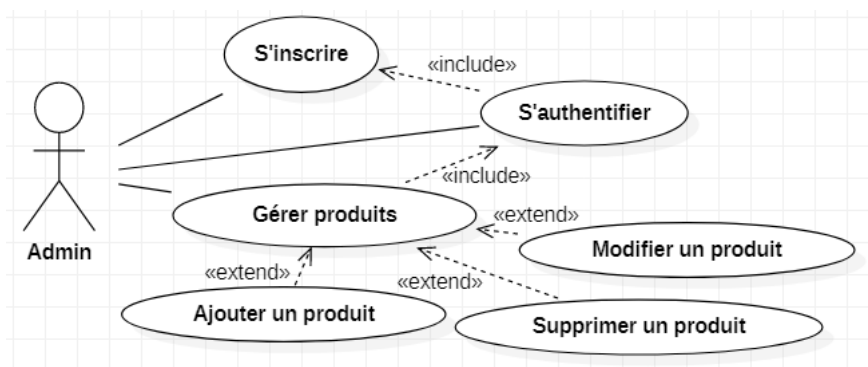 S'inscrire
«include»
S'authentifier
«include»
Gérer produits
«extend»
Admin
Modifier un produit
«extend»
«extend»
Ajouter un produit
Supprimer un produit